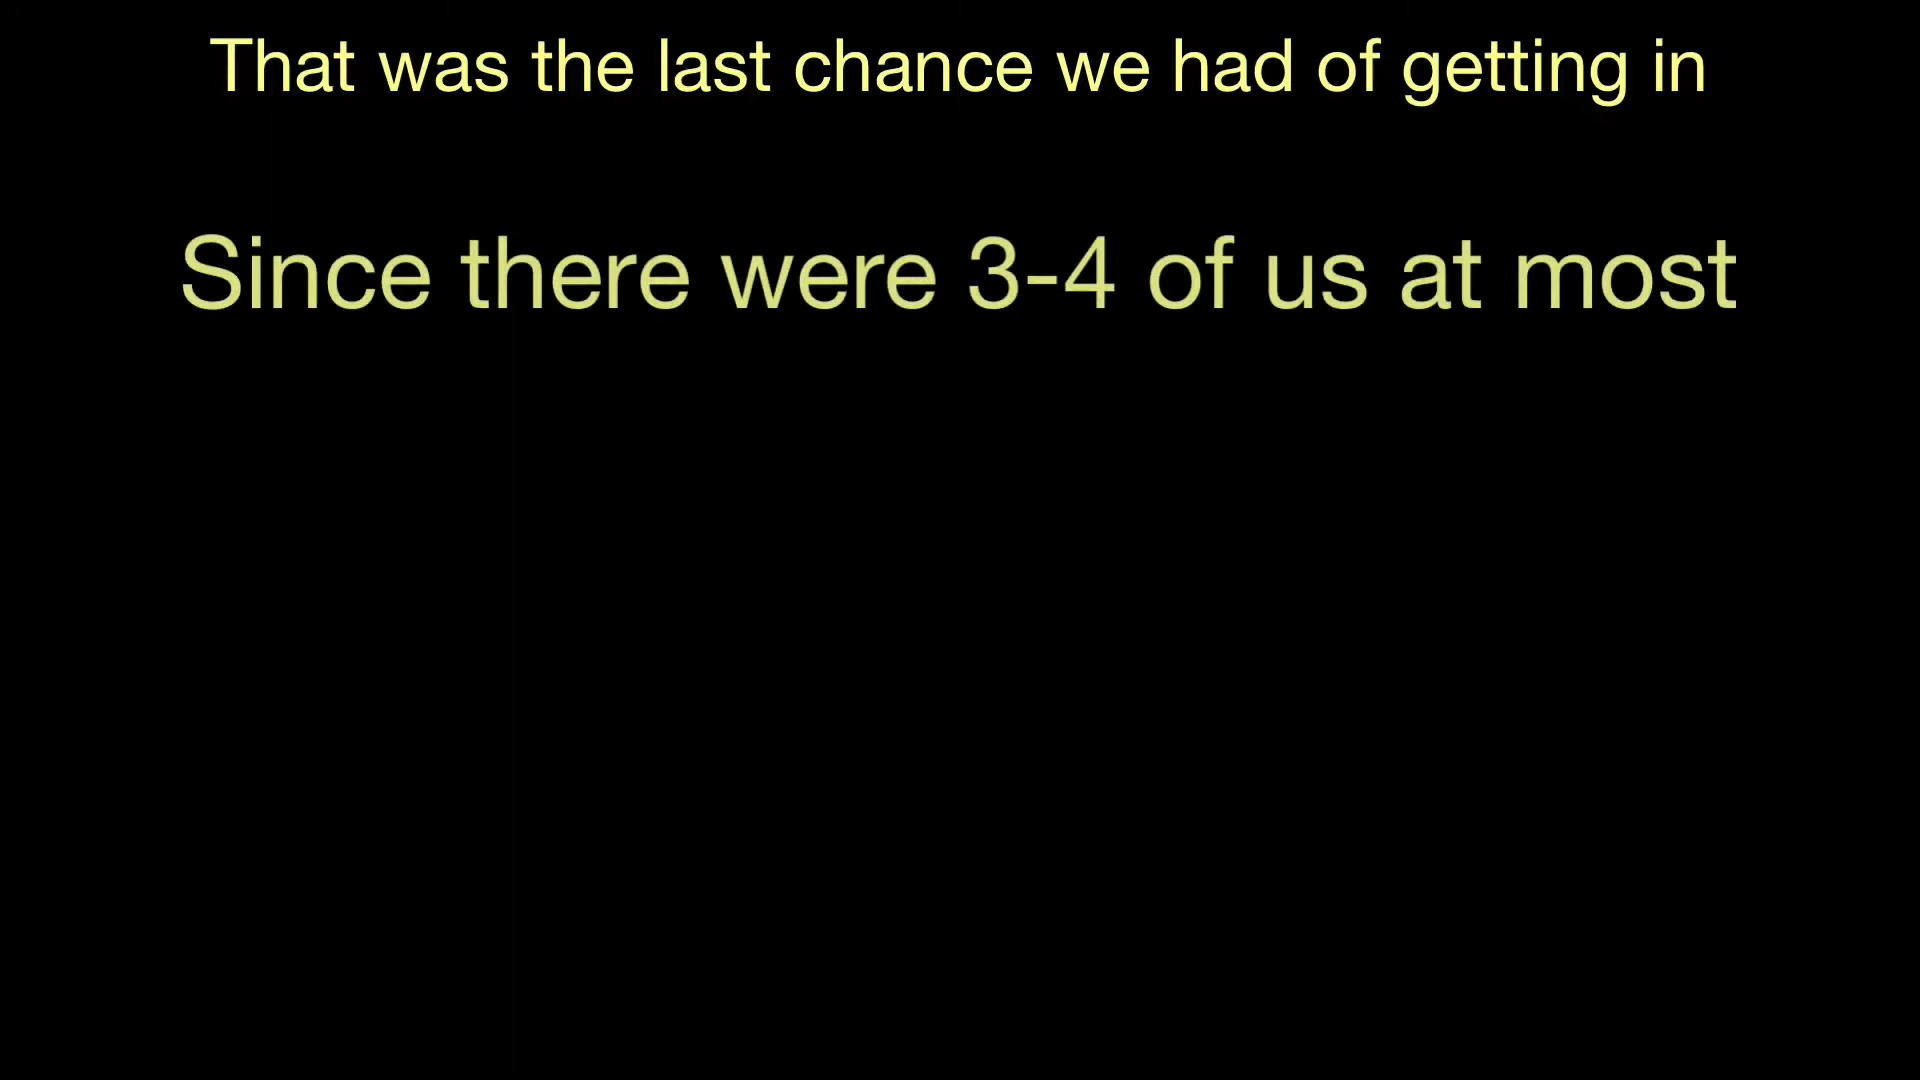 That was the last chance we had of getting in
Since there were 3-4 of us at most